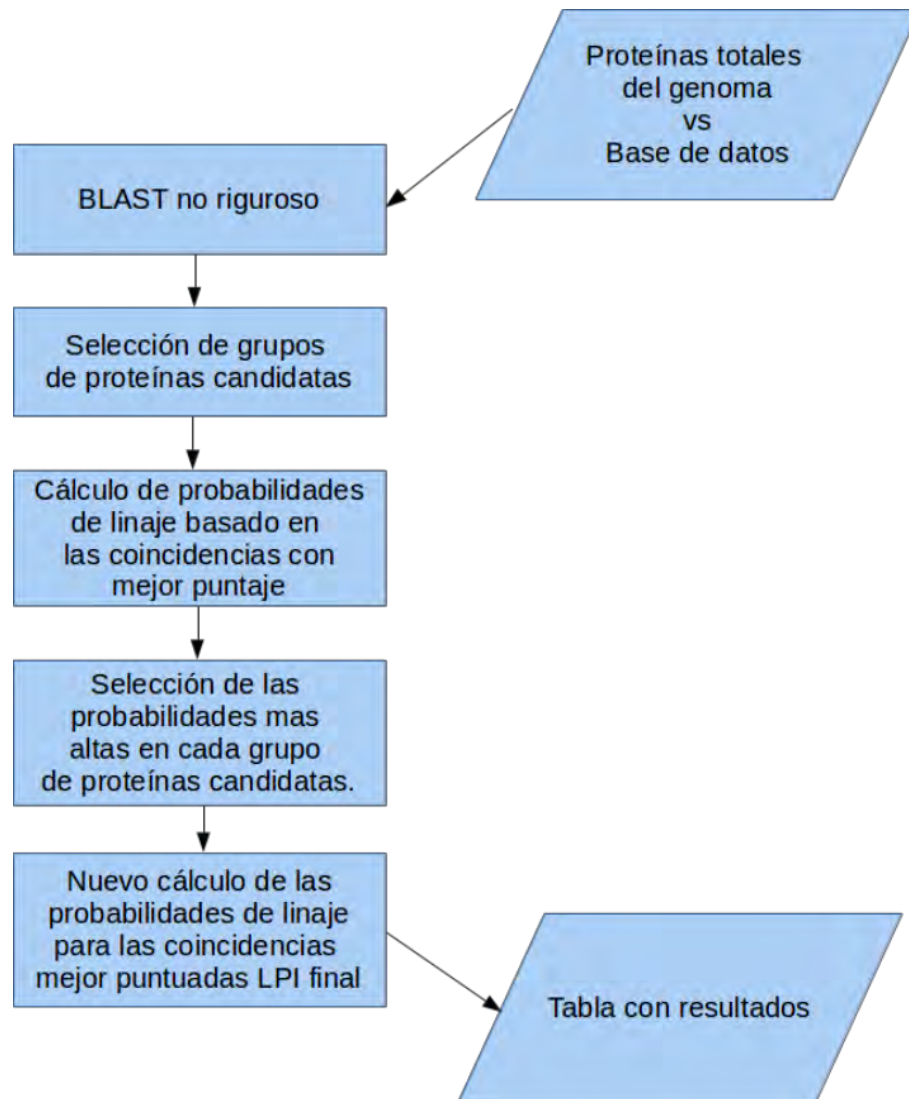 Proteínas totales
del genoma
vs
Base de datos
BLAST no riguroso
Selección de grupos
de proteínas candidatas
Cálculo de probabilidades
de linaje basado en
las coincidencias con
mejor puntaje
Selección de las
probabilidades mas
altas en cada grupo
de proteínas candidatas.
Nuevo cálculo de las
probabilidades de linaje
para las coincidencias
mejor puntuadas LPI final
Tabla con resultados